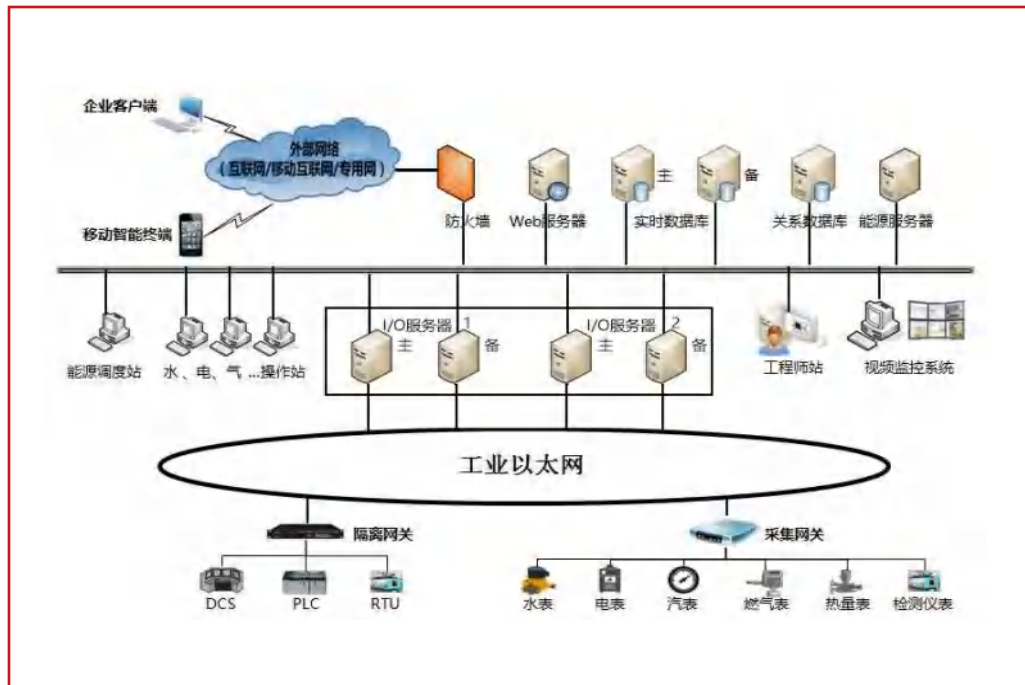 企业客户端
外部网络
（互联网/移动互联网/专用网）
移动智能终端
防火墙
Web服务器
主
实时数据库
备
关系数据库
能源服务器
能源调度站
水、电、气 ...操作站
I/O服务器 1
主
备
I/O服务器 2
主
备
工程师站
视频监控系统
工业以太网
隔离网关
采集网关
DCS
PLC
RTU
水表
电表
汽表
燃气表
热量表
检测仪表